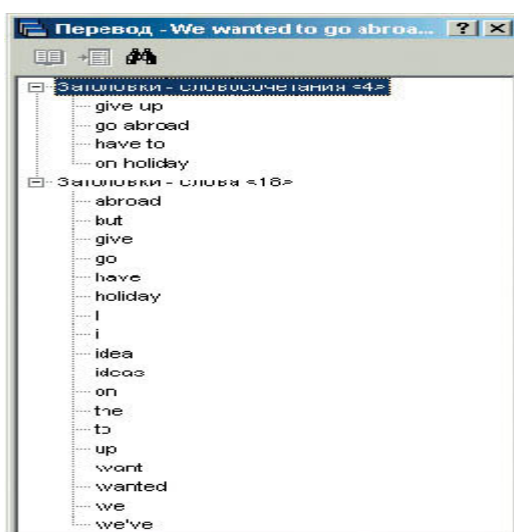 Перевод - We wanted to go abroa...
Заголовки - словосочетания <4>
give up
go abroad
have to
on holiday
Заголовки - слова <18>
abroad
but
give
go
have
holiday
I
i
idea
ideas
on
the
to
up
want
wanted
we
we've